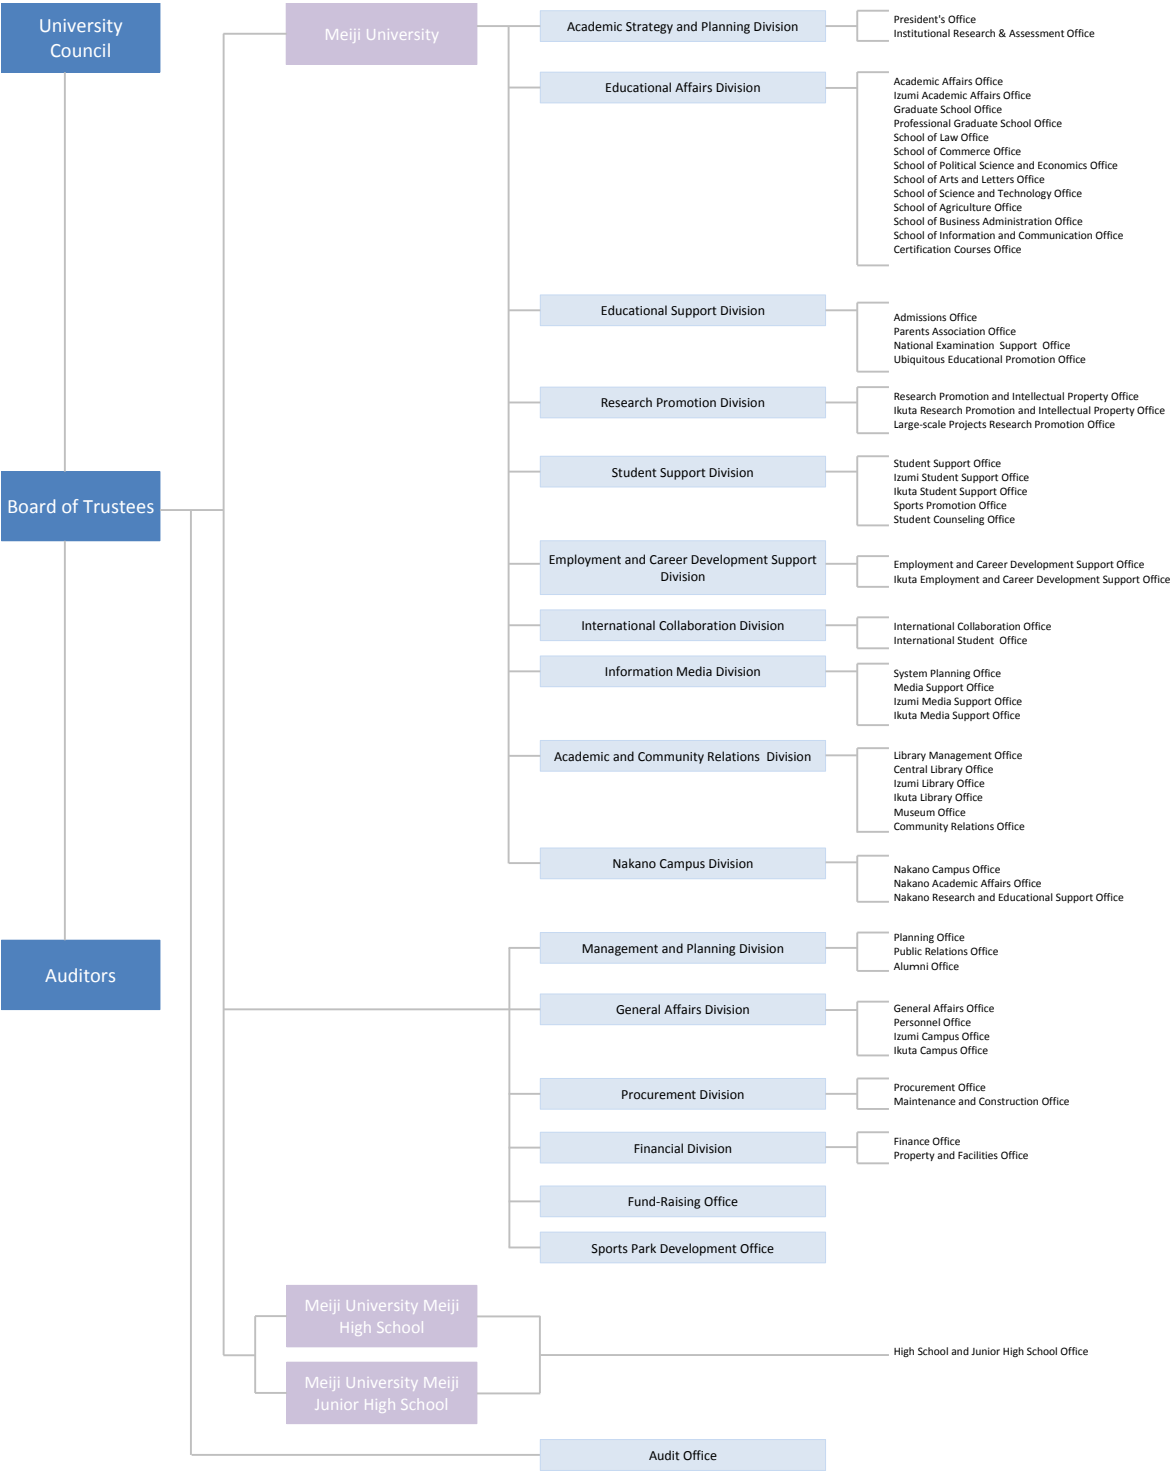 University
Council
Board of Trustees
Auditors
Meiji University
Academic Strategy and Planning Division
President's Office
Institutional Research & Assessment Office
Educational Affairs Division
Academic Affairs Office
Izumi Academic Affairs Office
Graduate School Office
Professional Graduate School Office
School of Law Office
School of Commerce Office
School of Political Science and Economics Office
School of Arts and Letters Office
School of Science and Technology Office
School of Agriculture Office
School of Business Administration Office
School of Information and Communication Office
Certification Courses Office
Educational Support Division
Admissions Office
Parents Association Office
National Examination Support Office
Ubiquitous Educational Promotion Office
Research Promotion Division
Research Promotion and Intellectual Property Office
Ikuta Research Promotion and Intellectual Property Office
Large-scale Projects Research Promotion Office
Student Support Division
Student Support Office
Izumi Student Support Office
Ikuta Student Support Office
Sports Promotion Office
Student Counseling Office
Employment and Career Development Support
Division
Employment and Career Development Support Office
Ikuta Employment and Career Development Support Office
International Collaboration Division
International Collaboration Office
International Student Office
Information Media Division
System Planning Office
Media Support Office
Izumi Media Support Office
Ikuta Media Support Office
Academic and Community Relations Division
Library Management Office
Central Library Office
Izumi Library Office
Ikuta Library Office
Museum Office
Community Relations Office
Nakano Campus Division
Nakano Campus Office
Nakano Academic Affairs Office
Nakano Research and Educational Support Office
Management and Planning Division
Planning Office
Public Relations Office
Alumni Office
General Affairs Division
General Affairs Office
Personnel Office
Izumi Campus Office
Ikuta Campus Office
Procurement Division
Procurement Office
Maintenance and Construction Office
Financial Division
Finance Office
Property and Facilities Office
Fund-Raising Office
Sports Park Development Office
Meiji University Meiji
High School
Meiji University Meiji
Junior High School
High School and Junior High School Office
Audit Office